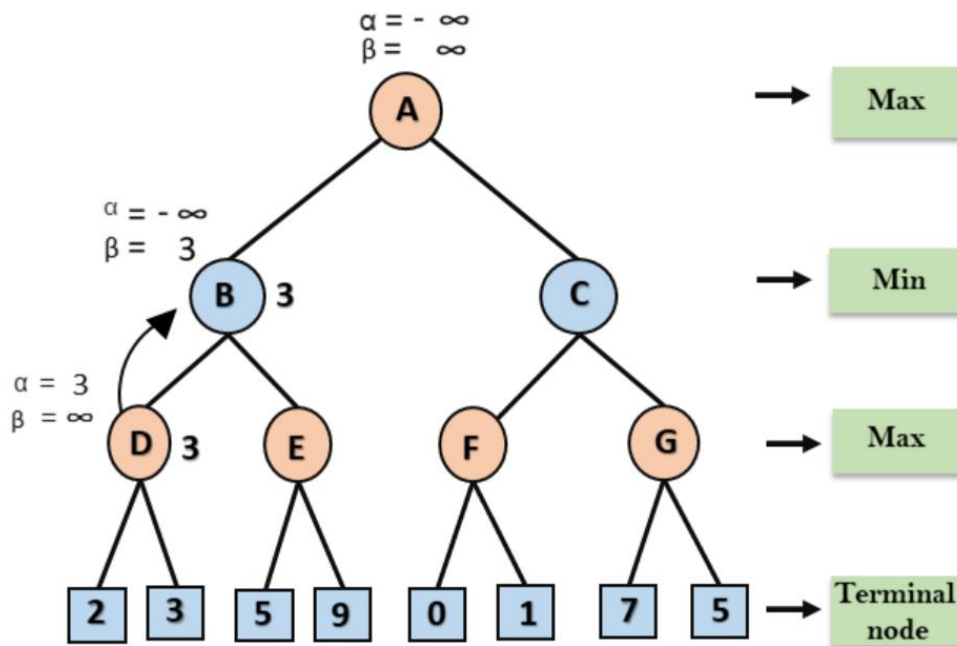 α = - ∞
β = ∞
A
Max
α = - ∞
β = 3
B 3
C
Min
α = 3
β = ∞
D 3
E
F
G
Max
2 3 5 9 0 1 7 5
Terminal
node